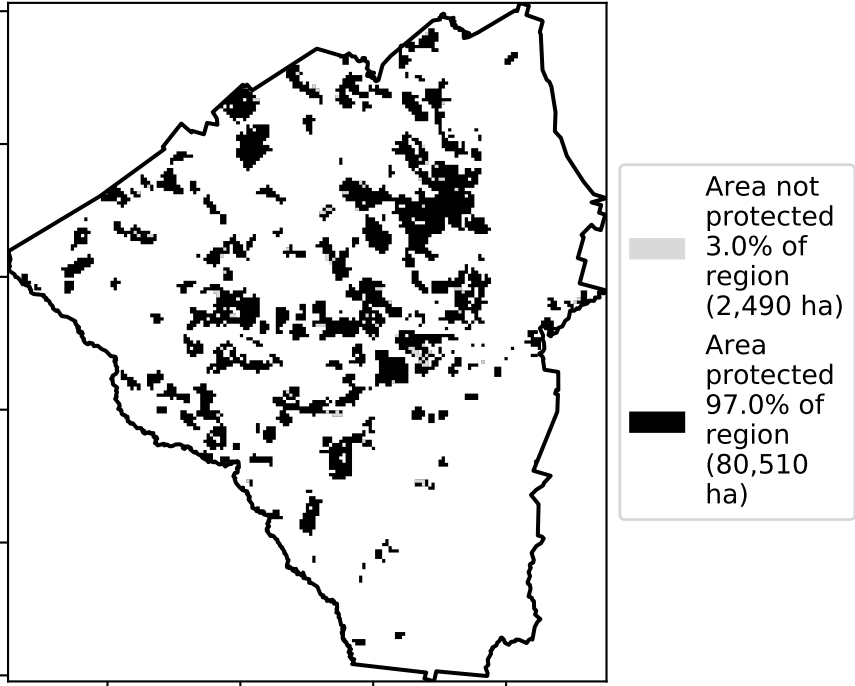 Area not
protected
3.0% of
region
(2,490 ha)
Area
protected
97.0% of
region
(80,510
ha)